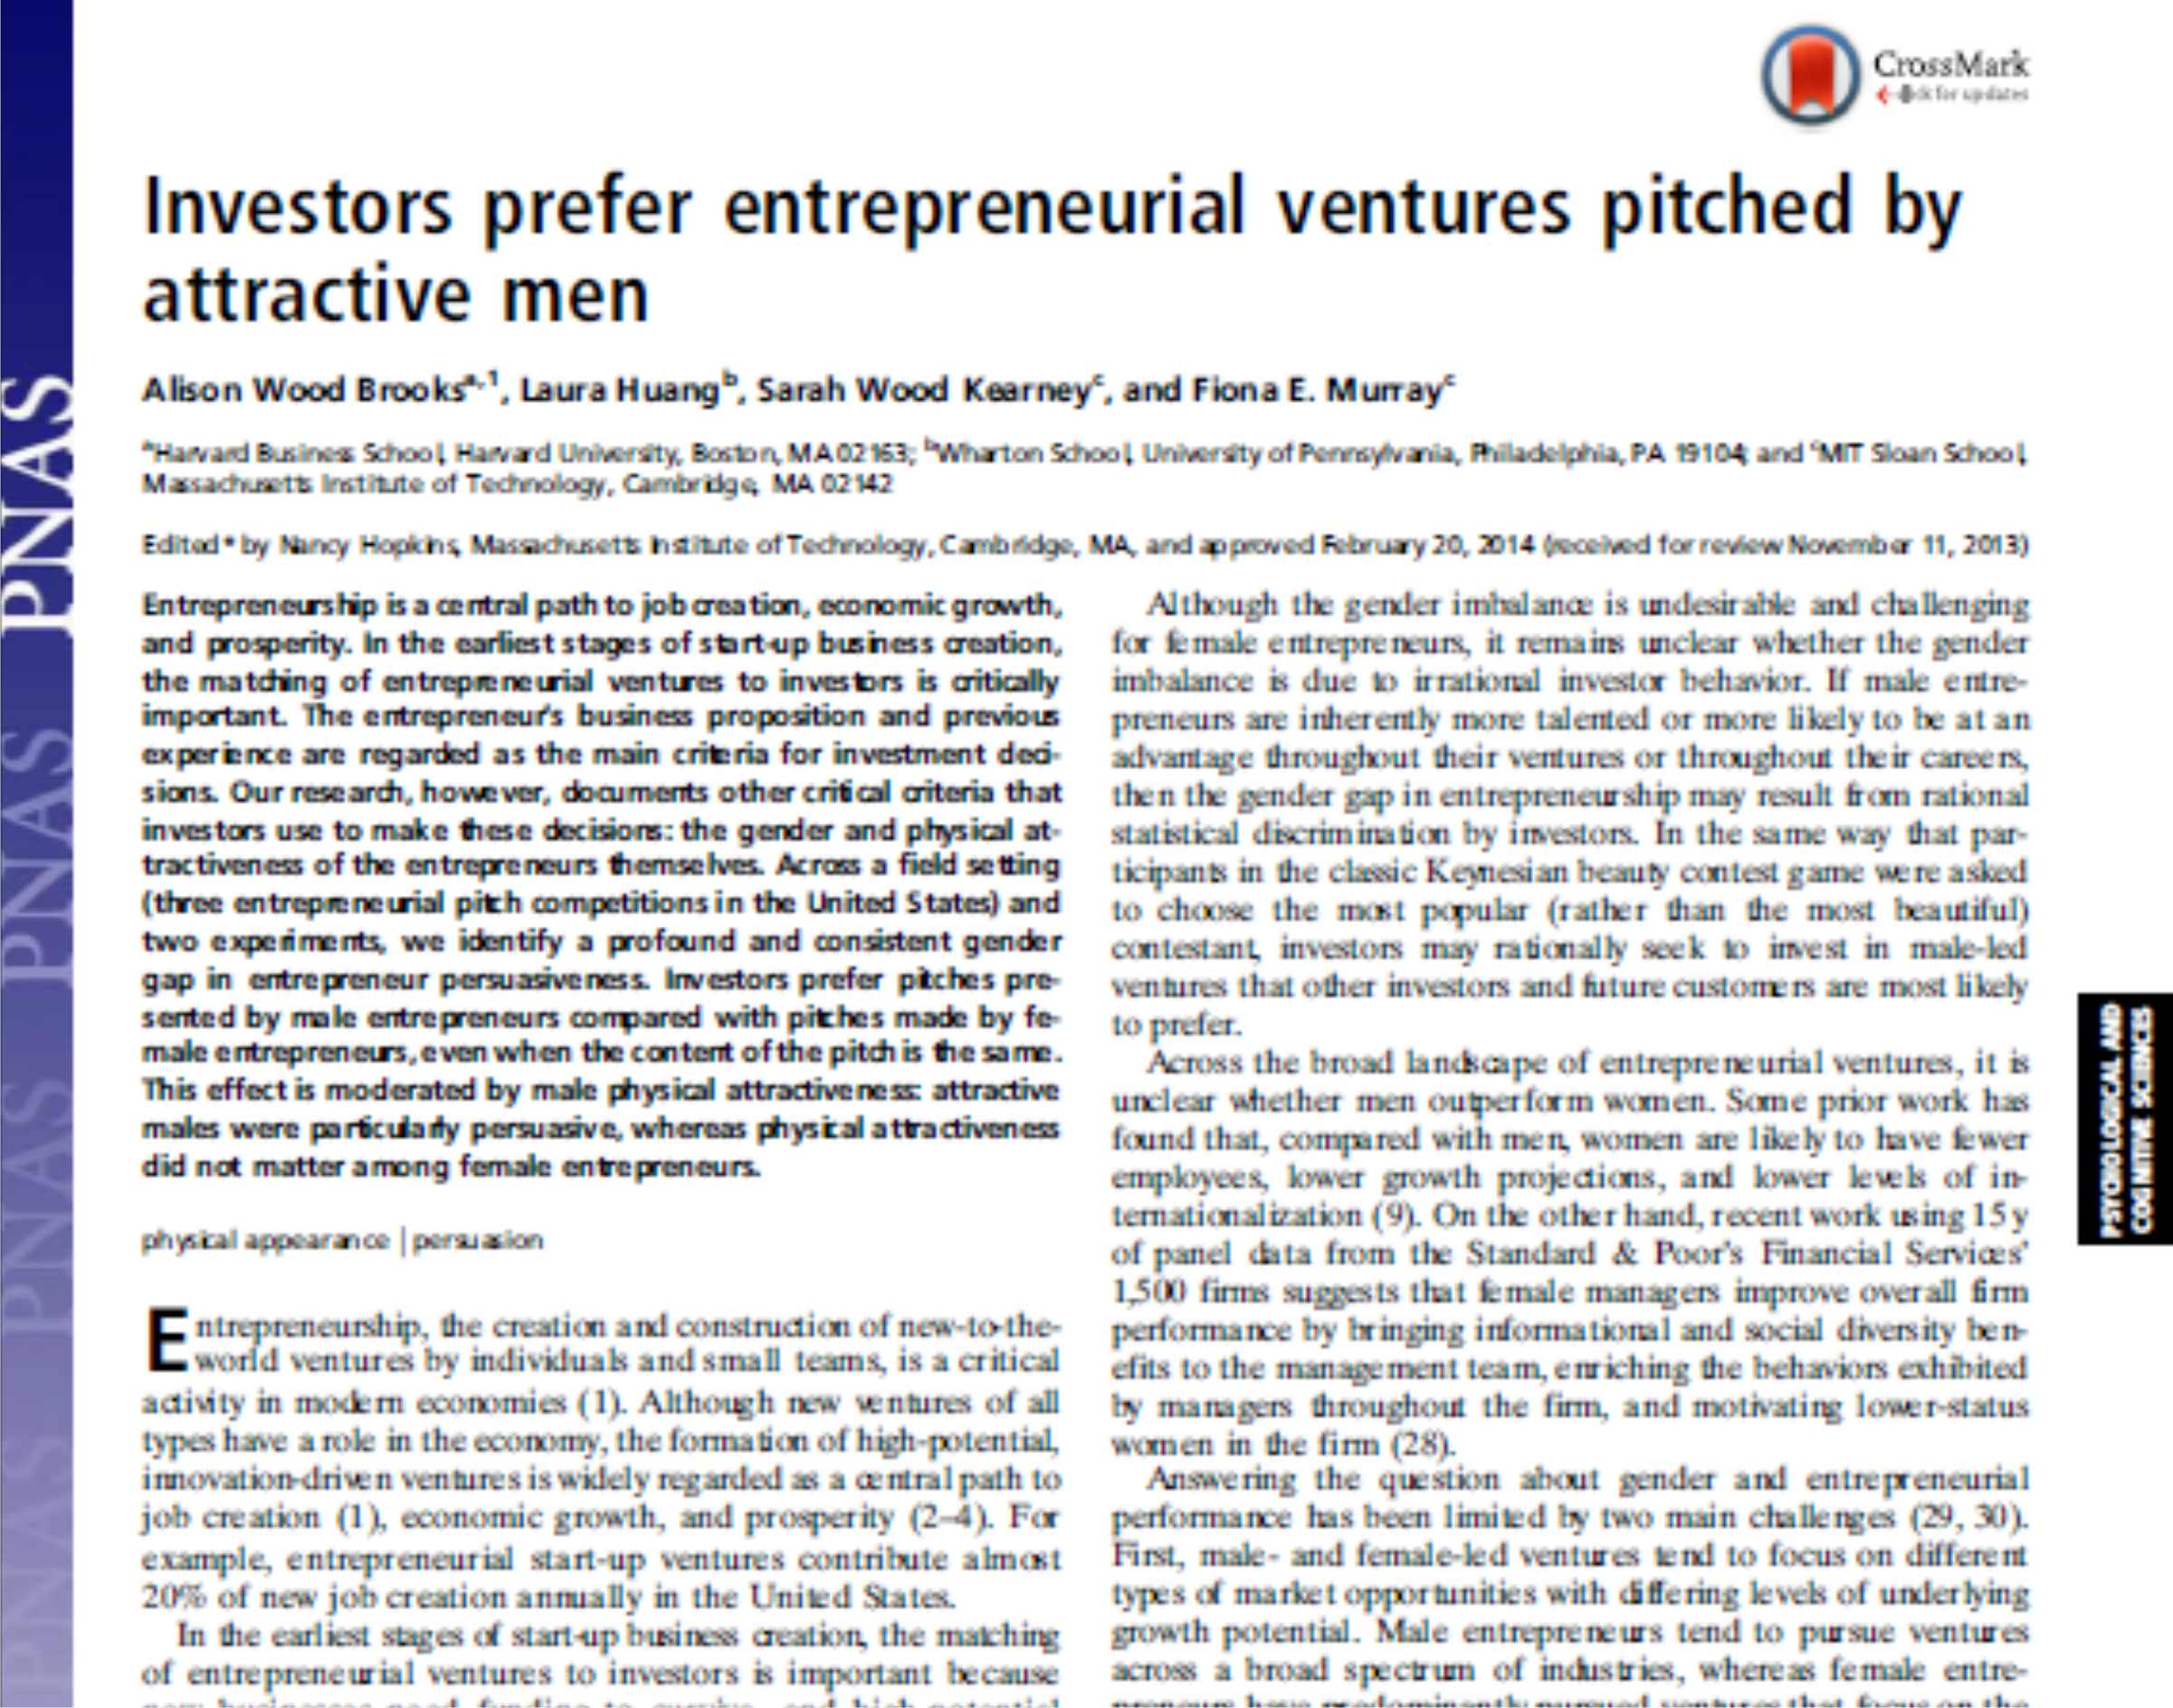 CrossMark
Investors prefer entrepreneurial ventures pitched by
attractive men
Alison Wood Brooksa,1, Laura Huangb, Sarah Wood Kearneyc, and Fiona E. Murrayc
aHarvard Business School, Harvard University, Boston, MA 02163; bWharton School, University of Pennsylvania, Philadelphia, PA 19104; and cMIT Sloan School,
Massachusetts Institute of Technology, Cambridge, MA 02142
Edited* by Nancy Hopkins, Massachusetts Institute of Technology, Cambridge, MA, and approved February 20, 2014 (received for review November 11, 2013)
Entrepreneurship is a central path to job creation, economic growth,
and prosperity. In the earliest stages of start-up business creation,
the matching of entrepreneurial ventures to investors is critically
important. The entrepreneur's business proposition and previous
experience are regarded as the main criteria for investment deci-
sions. Our research, however, documents other critical criteria that
investors use to make these decisions: the gender and physical at-
tractiveness of the entrepreneurs themselves. Across a field setting
(three entrepreneurial pitch competitions in the United States) and
two experiments, we identify a profound and consistent gender
gap in entrepreneur persuasiveness. Investors prefer pitches pre-
sented by male entrepreneurs compared with pitches made by fe-
male entrepreneurs, even when the content of the pitch is the same.
This effect is moderated by male physical attractiveness: attractive
males were particularly persuasive, whereas physical attractiveness
did not matter among female entrepreneurs.
physical appearance | persuasion
Entrepreneurship, the creation and construction of new-to-the-
world ventures by individuals and small teams, is a critical
activity in modern economies (1). Although new ventures of all
types have a role in the economy, the formation of high-potential,
innovation-driven ventures is widely regarded as a central path to
job creation (1), economic growth, and prosperity (2–4). For
example, entrepreneurial start-up ventures contribute almost
20% of new job creation annually in the United States.
In the earliest stages of start-up business creation, the matching
of entrepreneurial ventures to investors is important because
Although the gender imbalance is undesirable and challenging
for female entrepreneurs, it remains unclear whether the gender
imbalance is due to irrational investor behavior. If male entre-
preneurs are inherently more talented or more likely to be at an
advantage throughout their ventures or throughout their careers,
then the gender gap in entrepreneurship may result from rational
statistical discrimination by investors. In the same way that par-
ticipants in the classic Keynesian beauty contest game were asked
to choose the most popular (rather than the most beautiful)
contestant, investors may rationally seek to invest in male-led
ventures that other investors and future customers are most likely
to prefer.
Across the broad landscape of entrepreneurial ventures, it is
unclear whether men outperform women. Some prior work has
found that, compared with men, women are likely to have fewer
employees, lower growth projections, and lower levels of in-
ternationalization (9). On the other hand, recent work using 15 y
of panel data from the Standard & Poor's Financial Services'
1,500 firms suggests that female managers improve overall firm
performance by bringing informational and social diversity ben-
efits to the management team, enriching the behaviors exhibited
by managers throughout the firm, and motivating lower-status
women in the firm (28).
Answering the question about gender and entrepreneurial
performance has been limited by two main challenges (29, 30).
First, male- and female-led ventures tend to focus on different
types of market opportunities with differing levels of underlying
growth potential. Male entrepreneurs tend to pursue ventures
across a broad spectrum of industries, whereas female entre-
PNAS
PNAS
PNAS
PNAS
PSYCHOLOGICAL AND
COGNITIVE SCIENCES